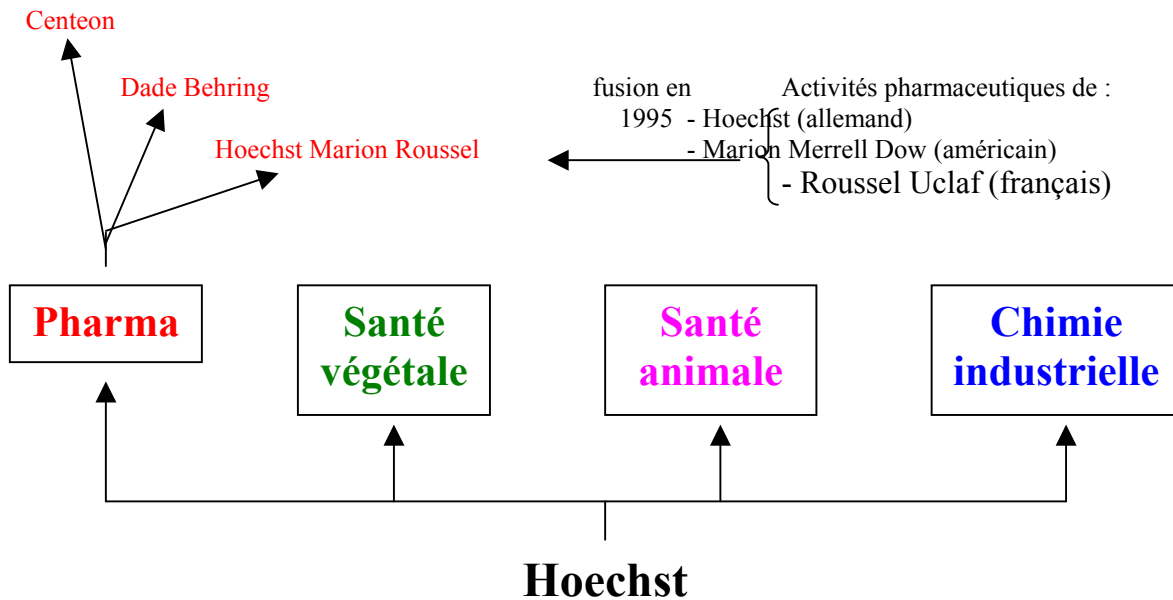 Centeon
Dade Behring
Hoechst Marion Roussel
fusion en
1995
Activités pharmaceutiques de :
- Hoechst (allemand)
- Marion Merrell Dow (américain)
- Roussel Uclaf (français)
Pharma
Santé
végétale
Santé
animale
Chimie
industrielle
Hoechst